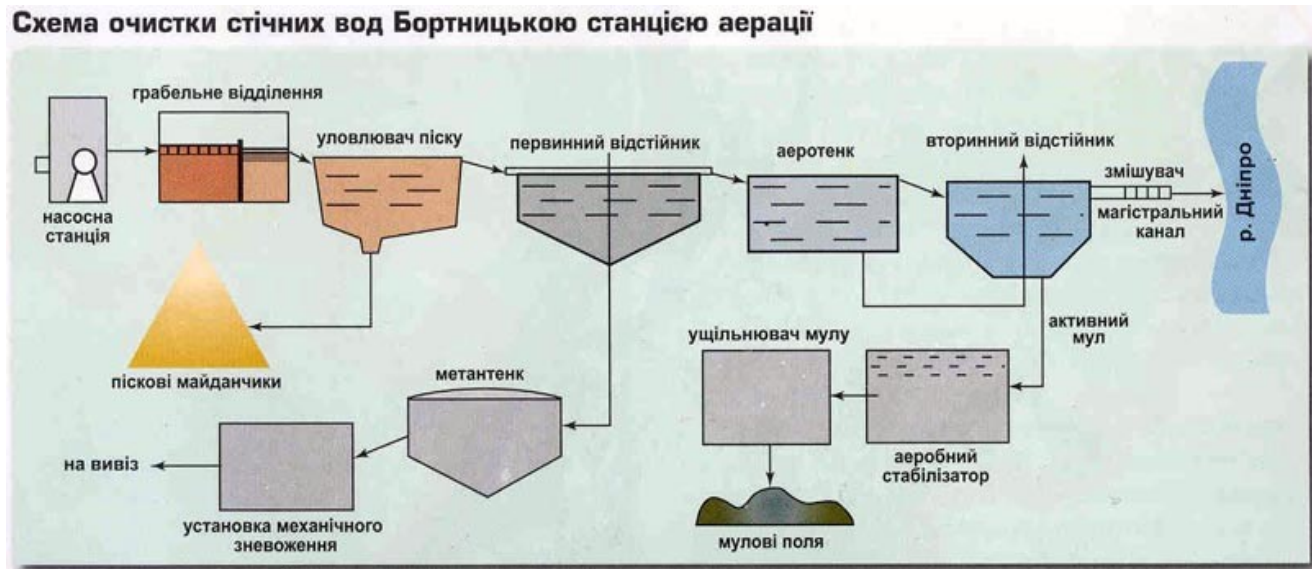 Схема очистки стічних вод Бортницькою станцією аерації
грабельне відділення
уловлювач піску
первинний відстійник
аеротенк
вторинний відстійник
змішувач
магістральний
канал
р. Дніпро
насосна
станція
піскові майданчики
активний
мул
ущільнювач мулу
метантенк
аеробний
стабілізатор
на вивіз
установка механічного
зневоження
мулові поля